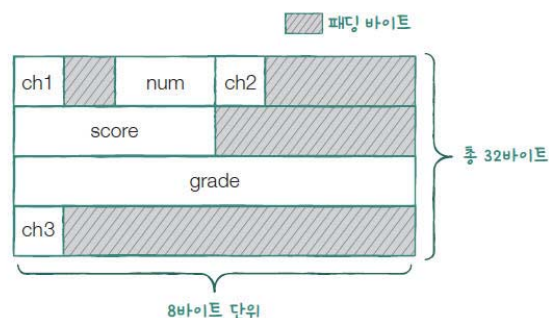 패딩 바이트
ch1 num ch2
score
grade
ch3
총 32바이트
8바이트 단위